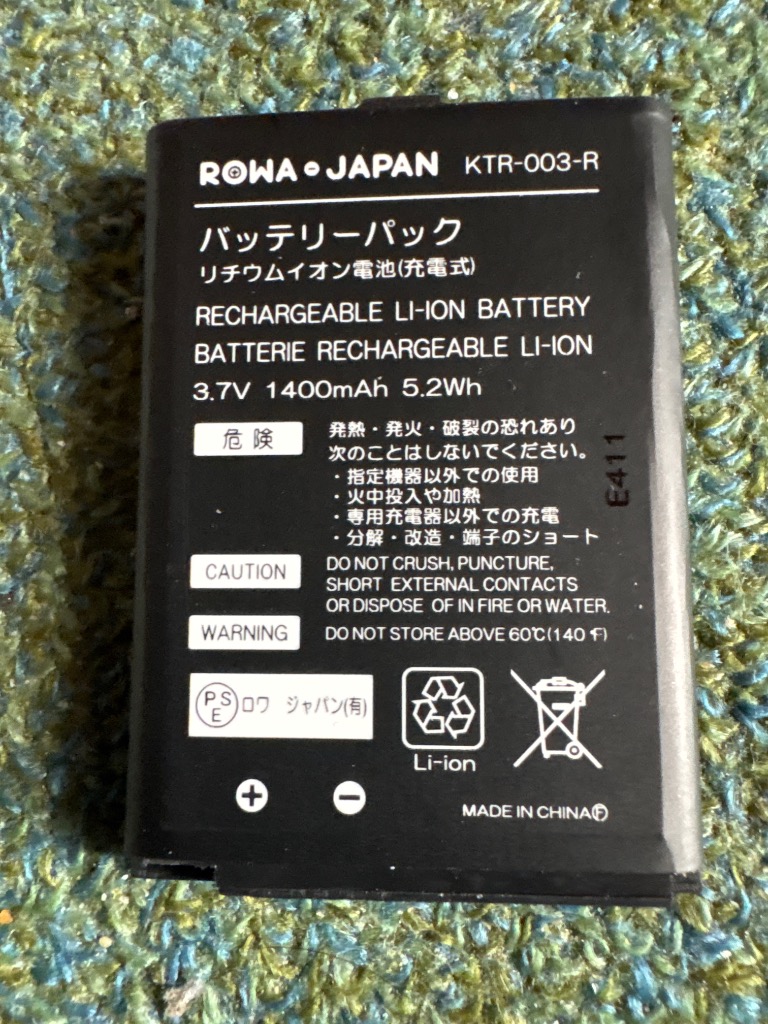 ROWA JAPAN KTR-003-R
バッテリーパック
リチウムイオン電池(充電式)
RECHARGEABLE LI-ION BATTERY
BATTERIE RECHARGEABLE LI-ION
3.7V 1400mAh 5.2Wh
危険 発熱・発火・破裂の恐れあり
次のことはしないでください。
・指定機器以外での使用
・火中投入や加熱
・専用充電器以外での充電
・分解・改造・端子のショート
E411
CAUTION DO NOT CRUSH, PUNCTURE,
SHORT EXTERNAL CONTACTS
OR DISPOSE OF IN FIRE OR WATER.
WARNING DO NOT STORE ABOVE 60℃(140℉)
PSE ロワ ジャパン(有)
Li-ion
+ −
MADE IN CHINAⒻ